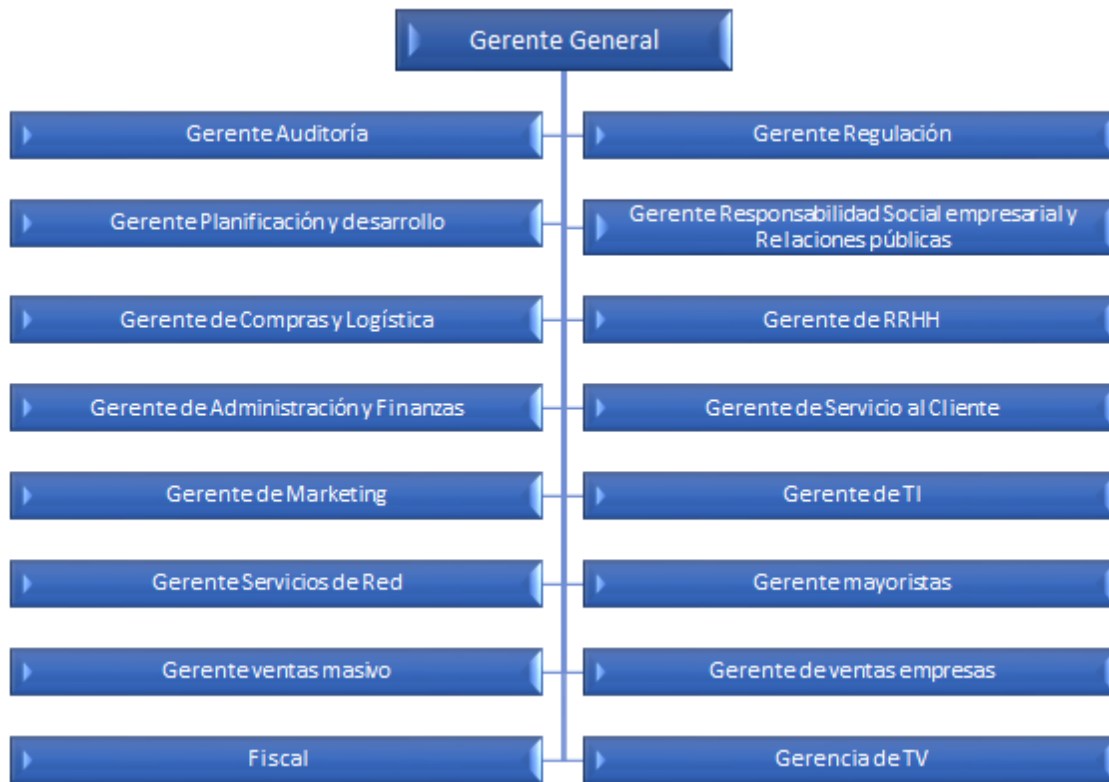 Gerente General
Gerente Auditoría
Gerente Regulación
Gerente Planificación y desarrollo
Gerente Responsabilidad Social empresarial y
Relaciones públicas
Gerente de Compras y Logística
Gerente de RRHH
Gerente de Administración y Finanzas
Gerente de Servicio al Cliente
Gerente de Marketing
Gerente de TI
Gerente Servicios de Red
Gerente mayoristas
Gerente ventas masivo
Gerente de ventas empresas
Fiscal
Gerencia de TV